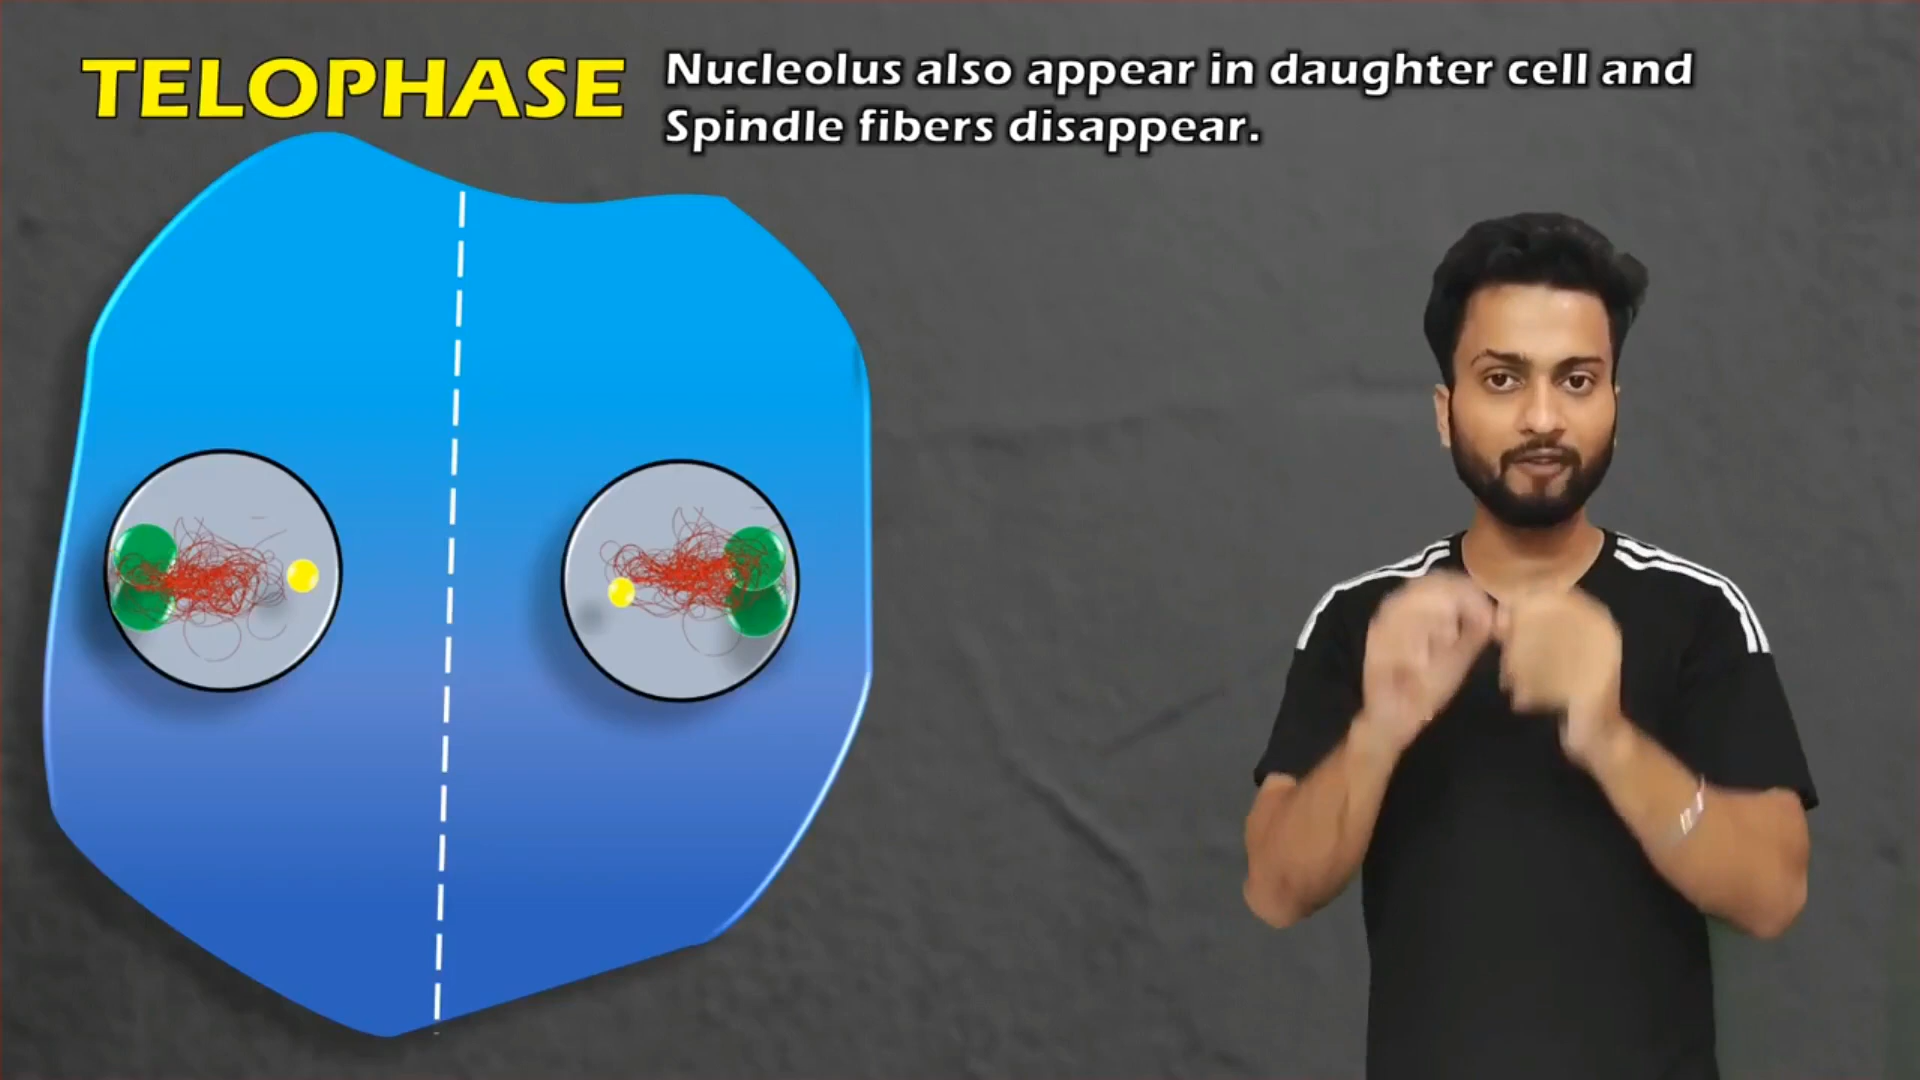 TELOPHASE
Nucleolus also appear in daughter cell and
Spindle fibers disappear.